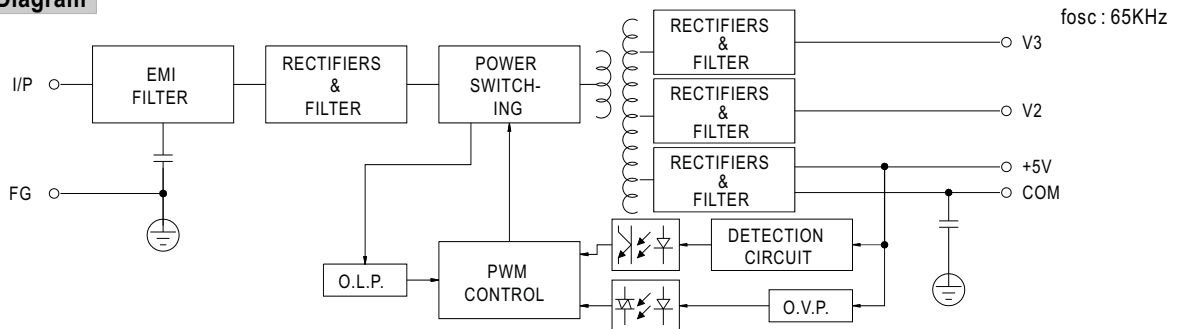 Diagram
fosc : 65KHz
I/P
EMI
FILTER
RECTIFIERS
&
FILTER
POWER
SWITCH-
ING
RECTIFIERS
&
FILTER
V3
RECTIFIERS
&
FILTER
V2
RECTIFIERS
&
FILTER
+5V
COM
FG
O.L.P.
PWM
CONTROL
DETECTION
CIRCUIT
O.V.P.